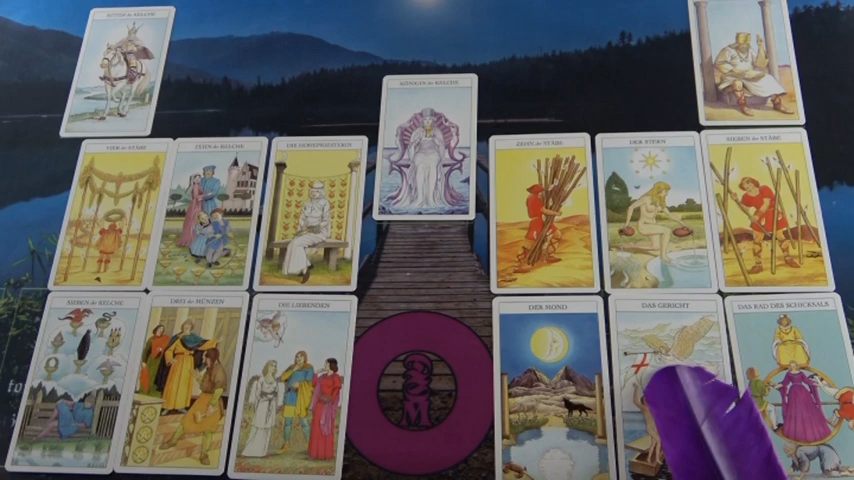 RITTER der KELCHE
KÖNIGIN der KELCHE
VIER der STÄBE
ZEHN der KELCHE
DIE HOHEPRIESTERIN
ZEHN der STÄBE
DER STERN
SIEBEN der STÄBE
SIEBEN der KELCHE
DREI der MÜNZEN
DIE LIEBENDEN
DER MOND
DAS GERICHT
DAS RAD DES SCHICKSALS